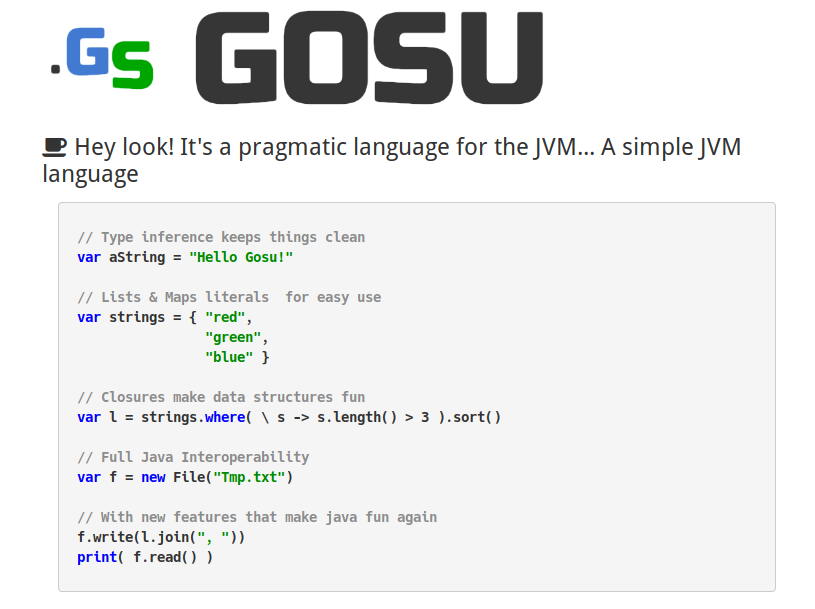 .Gs GOSU
Hey look! It's a pragmatic language for the JVM... A simple JVM
language
// Type inference keeps things clean
var aString = "Hello Gosu!"
// Lists & Maps literals  for easy use
var strings = { "red",
                "green",
                "blue" }
// Closures make data structures fun
var l = strings.where( \ s -> s.length() > 3 ).sort()
// Full Java Interoperability
var f = new File("Tmp.txt")
// With new features that make java fun again
f.write(l.join(", "))
print( f.read() )